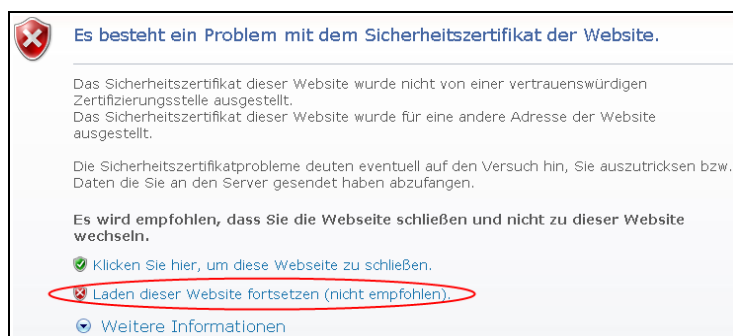 Es besteht ein Problem mit dem Sicherheitszertifikat der Website.
Das Sicherheitszertifikat dieser Website wurde nicht von einer vertrauenswürdigen
Zertifizierungsstelle ausgestellt.
Das Sicherheitszertifikat dieser Website wurde für eine andere Adresse der Website
ausgestellt.
Die Sicherheitszertifikatprobleme deuten eventuell auf den Versuch hin, Sie auszutricksen bzw.
Daten die Sie an den Server gesendet haben abzufangen.
Es wird empfohlen, dass Sie die Webseite schließen und nicht zu dieser Website
wechseln.
Klicken Sie hier, um diese Webseite zu schließen.
Laden dieser Website fortsetzen (nicht empfohlen).
Weitere Informationen